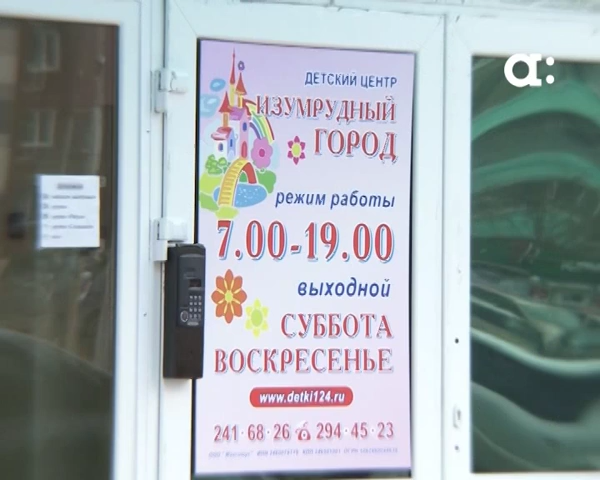 a:
ДЕТСКИЙ ЦЕНТР
ИЗУМРУДНЫЙ
ГОРОД
режим работы
7.00-19.00
выходной
СУББОТА
ВОСКРЕСЕНЬЕ
www.detki124.ru
241·68·26 ☎ 294·45·23